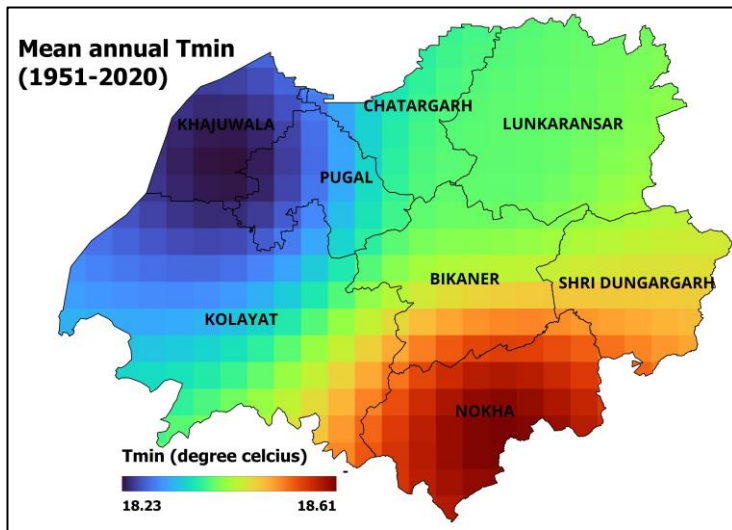 Mean annual Tmin
(1951-2020)
CHATARGARH
KHAJUWALA
LUNKARANSAR
PUGAL
BIKANER
SHRI DUNGARGARH
KOLAYAT
NOKHA
Tmin (degree celcius)
18.23 18.61